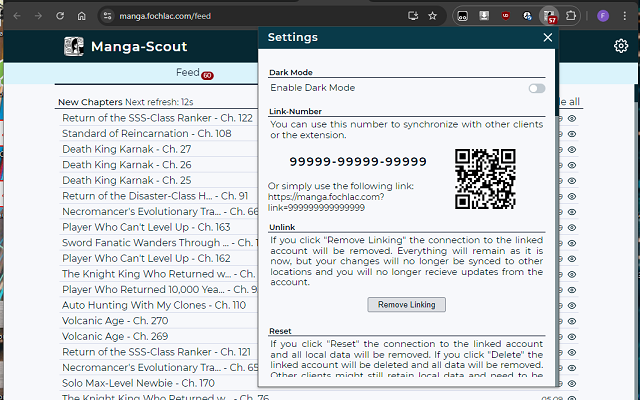 manga.fochlac.com/feed
57
F
Manga-Scout
Feed 60
New Chapters Next refresh: 12s
Return of the SSS-Class Ranker - Ch. 122
Standard of Reincarnation - Ch. 108
Death King Karnak - Ch. 27
Death King Karnak - Ch. 26
Death King Karnak - Ch. 25
Return of the Disaster-Class H... - Ch. 91
Necromancer's Evolutionary Tra... - Ch. 66
Player Who Can't Level Up - Ch. 163
Sword Fanatic Wanders Through ... - Ch. 1
Player Who Can't Level Up - Ch. 162
The Knight King Who Returned w... - Ch.
Player Who Returned 10,000 Yea... - Ch. 9
Auto Hunting With My Clones - Ch. 110
Volcanic Age - Ch. 270
Volcanic Age - Ch. 269
Return of the SSS-Class Ranker - Ch. 121
Necromancer's Evolutionary Tra... - Ch. 65
Solo Max-Level Newbie - Ch. 170
The Knight King Who Returned w... - Ch. 76
Settings
Dark Mode
Enable Dark Mode
Link-Number
You can use this number to synchronize with other clients
or the extension.
99999-99999-99999
Or simply use the following link:
https://manga.fochlac.com?
link=999999999999999
Unlink
If you click "Remove Linking" the connection to the linked
account will be removed. Everything will remain as it is
now, but your changes will no longer be synced to other
locations and you will no longer recieve updates from the
account.
Remove Linking
Reset
If you click "Reset" the connection to the linked account
and all local data will be removed. If you click "Delete" the
linked account will be deleted and all data will be removed.
Other clients might still retain local data and need to be
all